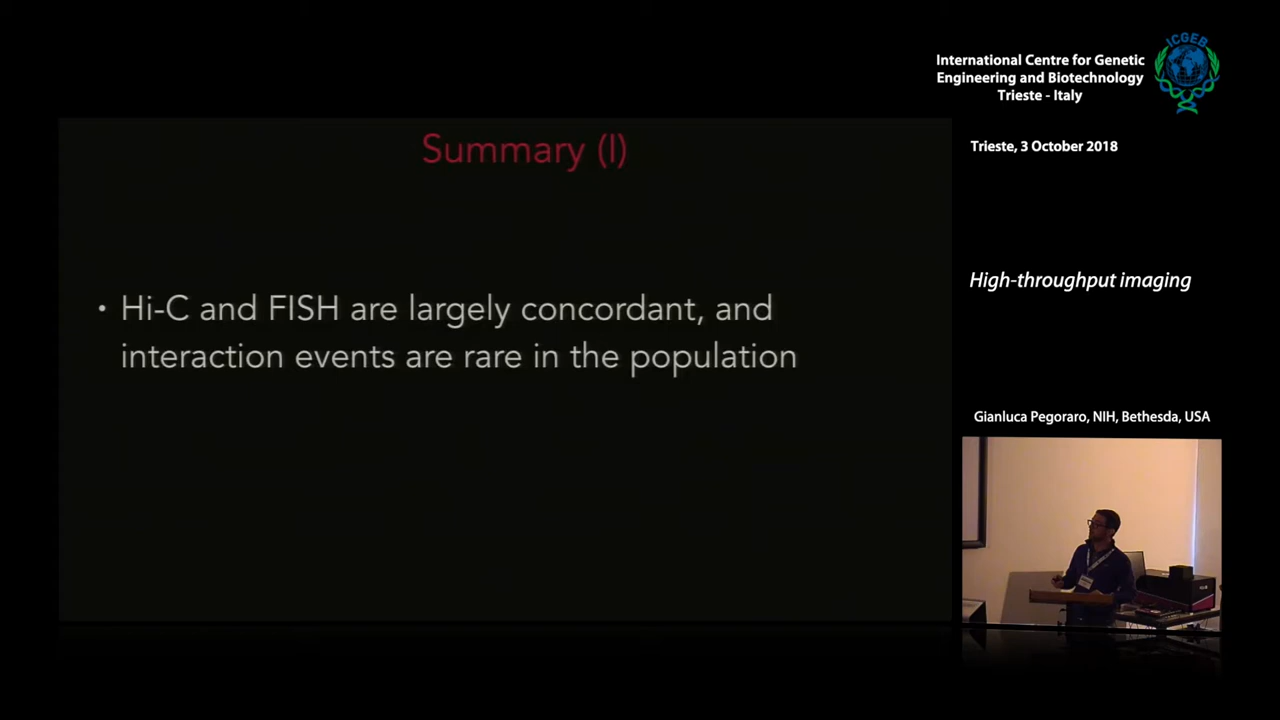 ICGEB
International Centre for Genetic
Engineering and Biotechnology
Trieste - Italy
Trieste, 3 October 2018
Summary (I)
High-throughput imaging
• Hi-C and FISH are largely concordant, and
interaction events are rare in the population
Gianluca Pegoraro, NIH, Bethesda, USA